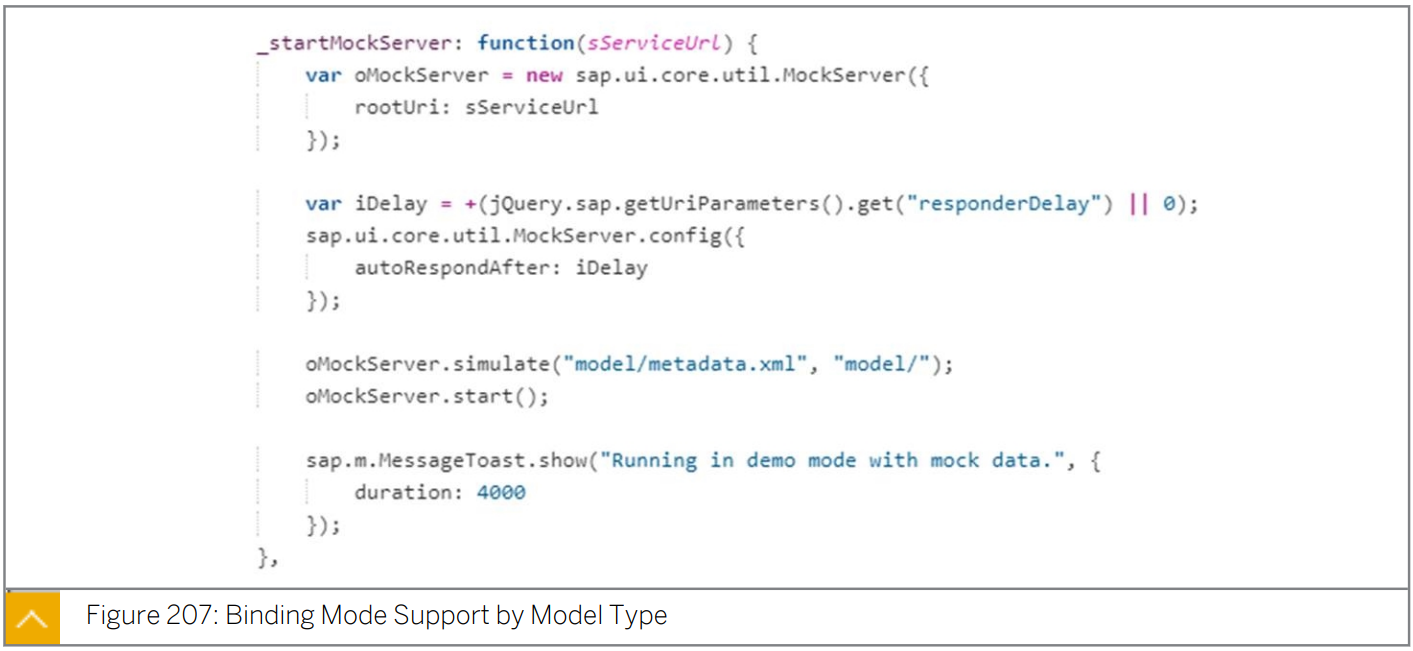 _startMockServer: function(sServiceUrl) {
var oMockServer = new sap.ui.core.util.MockServer({
rootUri: sServiceUrl
});
var iDelay = +(jQuery.sap.getUriParameters().get("responderDelay") || 0);
sap.ui.core.util.MockServer.config({
autoRespondAfter: iDelay
});
oMockServer.simulate("model/metadata.xml", "model/");
oMockServer.start();
sap.m.MessageToast.show("Running in demo mode with mock data.", {
duration: 4000
});
},
Figure 207: Binding Mode Support by Model Type